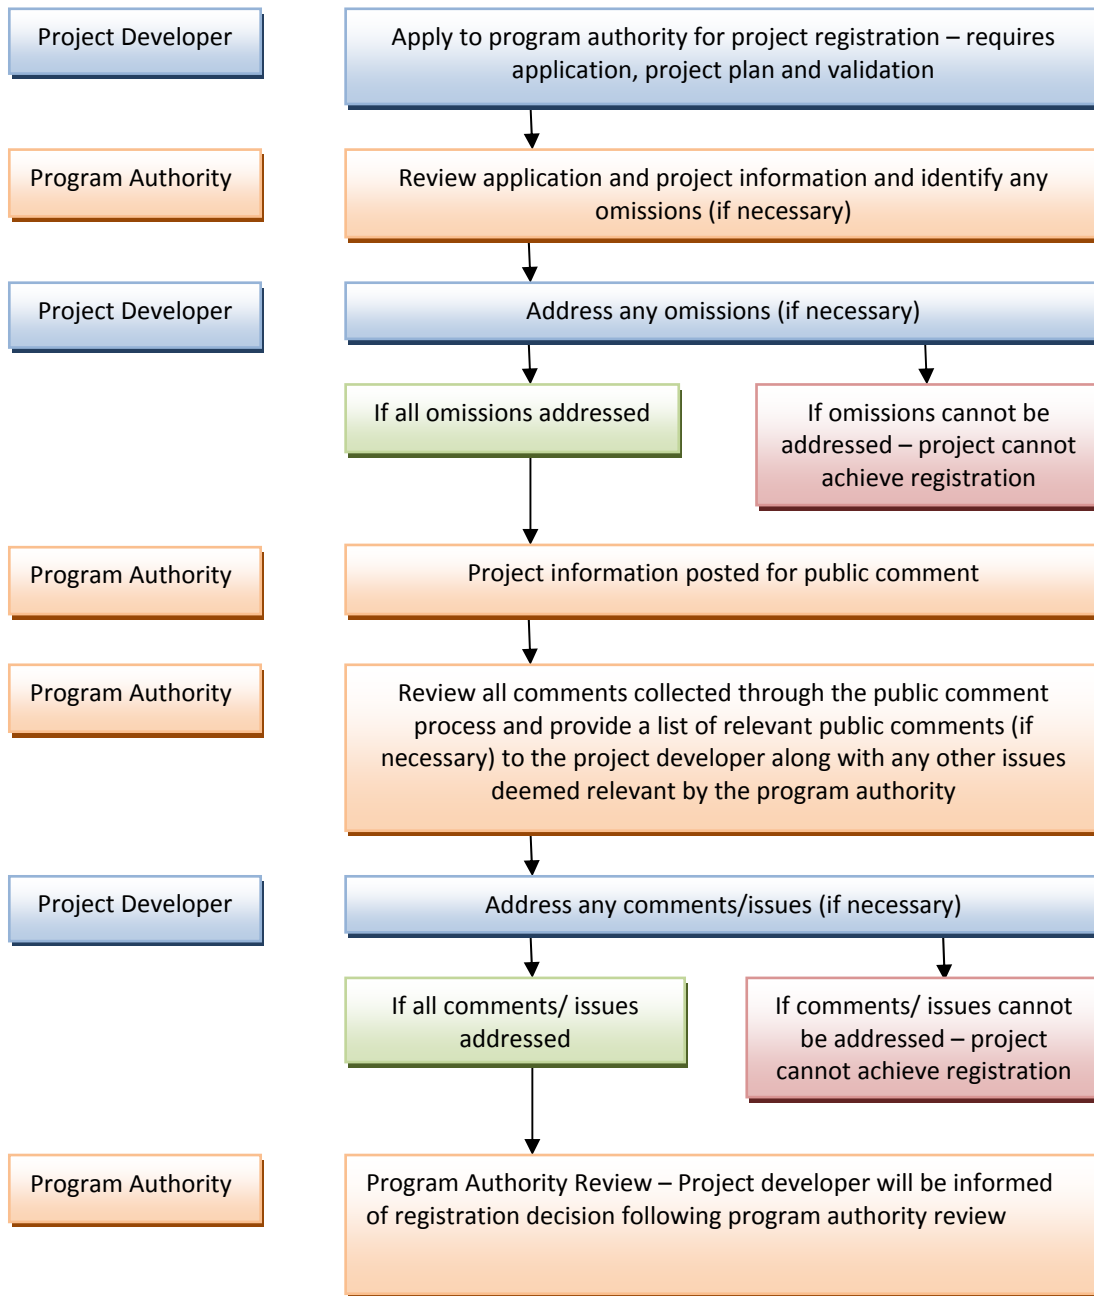 Project Developer
Apply to program authority for project registration – requires
application, project plan and validation
Program Authority
Review application and project information and identify any
omissions (if necessary)
Project Developer
Address any omissions (if necessary)
If all omissions addressed
If omissions cannot be
addressed – project cannot
achieve registration
Program Authority
Project information posted for public comment
Program Authority
Review all comments collected through the public comment
process and provide a list of relevant public comments (if
necessary) to the project developer along with any other issues
deemed relevant by the program authority
Project Developer
Address any comments/issues (if necessary)
If all comments/ issues
addressed
If comments/ issues cannot
be addressed – project
cannot achieve registration
Program Authority
Program Authority Review – Project developer will be informed
of registration decision following program authority review